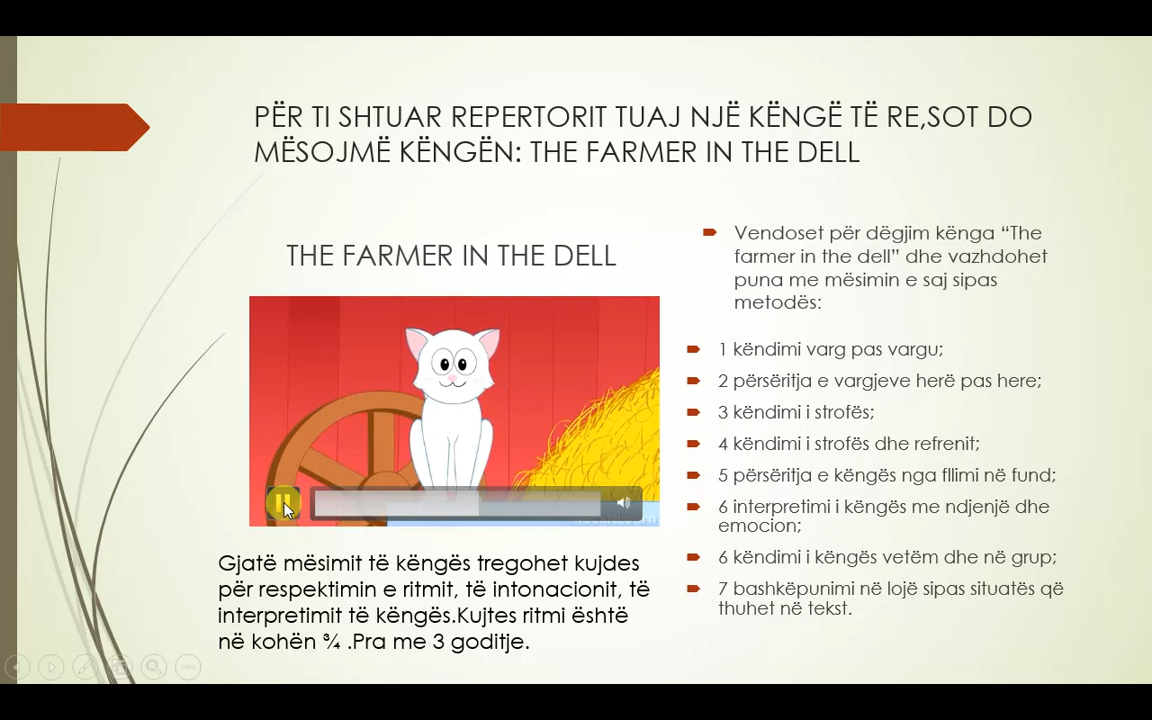 PËR TI SHTUAR REPERTORIT TUAJ NJË KËNGË TË RE,SOT DO
MËSOJMË KËNGËN: THE FARMER IN THE DELL
THE FARMER IN THE DELL
Gjatë mësimit të këngës tregohet kujdes
për respektimin e ritmit, të intonacionit, të
interpretimit të këngës.Kujtes ritmi është
në kohën ¾ .Pra me 3 goditje.
Vendoset për dëgjim kënga “The
farmer in the dell” dhe vazhdohet
puna me mësimin e saj sipas
metodës:
1 këndimi varg pas vargu;
2 përsëritja e vargjeve herë pas here;
3 këndimi i strofës;
4 këndimi i strofës dhe refrenit;
5 përsëritja e këngës nga fllimi në fund;
6 interpretimi i këngës me ndjenjë dhe
emocion;
6 këndimi i këngës vetëm dhe në grup;
7 bashkëpunimi në lojë sipas situatës që
thuhet në tekst.